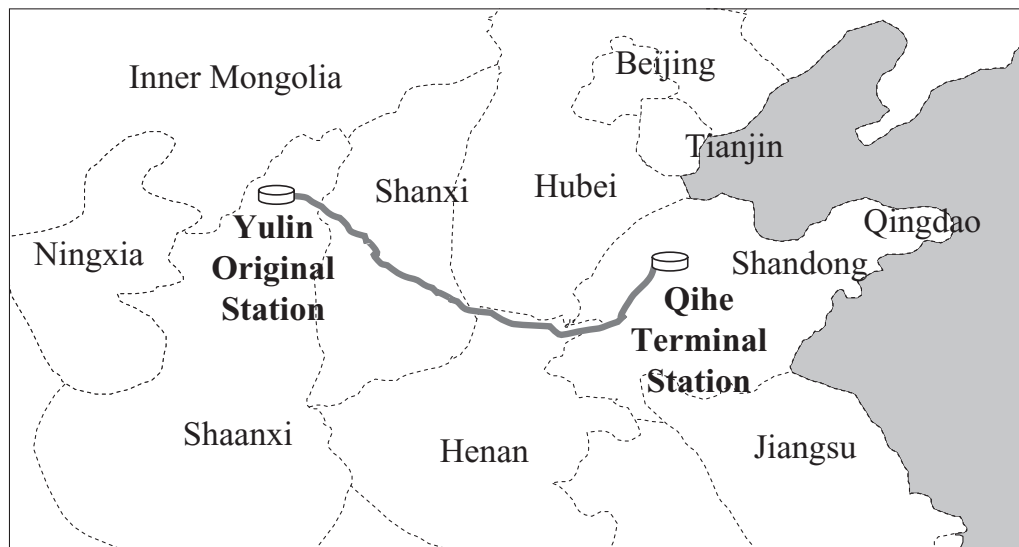 Beijing
Inner Mongolia
Tianjin
Shanxi
Hubei
Qingdao
Yulin
Original
Station
Ningxia
Shandong
Qihe
Terminal
Station
Shaanxi
Henan
Jiangsu